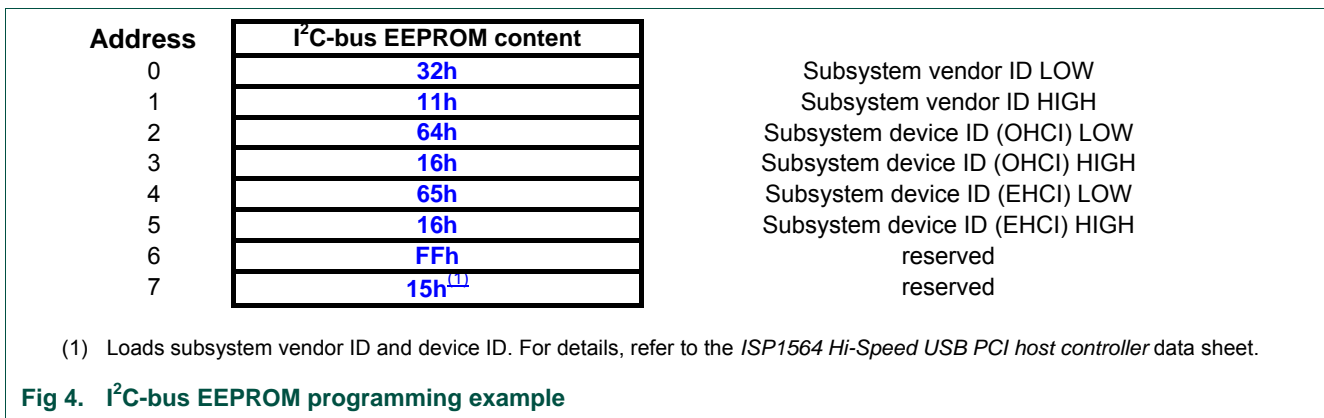 Address I²C-bus EEPROM content
0 32h Subsystem vendor ID LOW
1 11h Subsystem vendor ID HIGH
2 64h Subsystem device ID (OHCI) LOW
3 16h Subsystem device ID (OHCI) HIGH
4 65h Subsystem device ID (EHCI) LOW
5 16h Subsystem device ID (EHCI) HIGH
6 FFh reserved
7 15h(1) reserved
(1) Loads subsystem vendor ID and device ID. For details, refer to the ISP1564 Hi-Speed USB PCI host controller data sheet.
Fig 4. I²C-bus EEPROM programming example